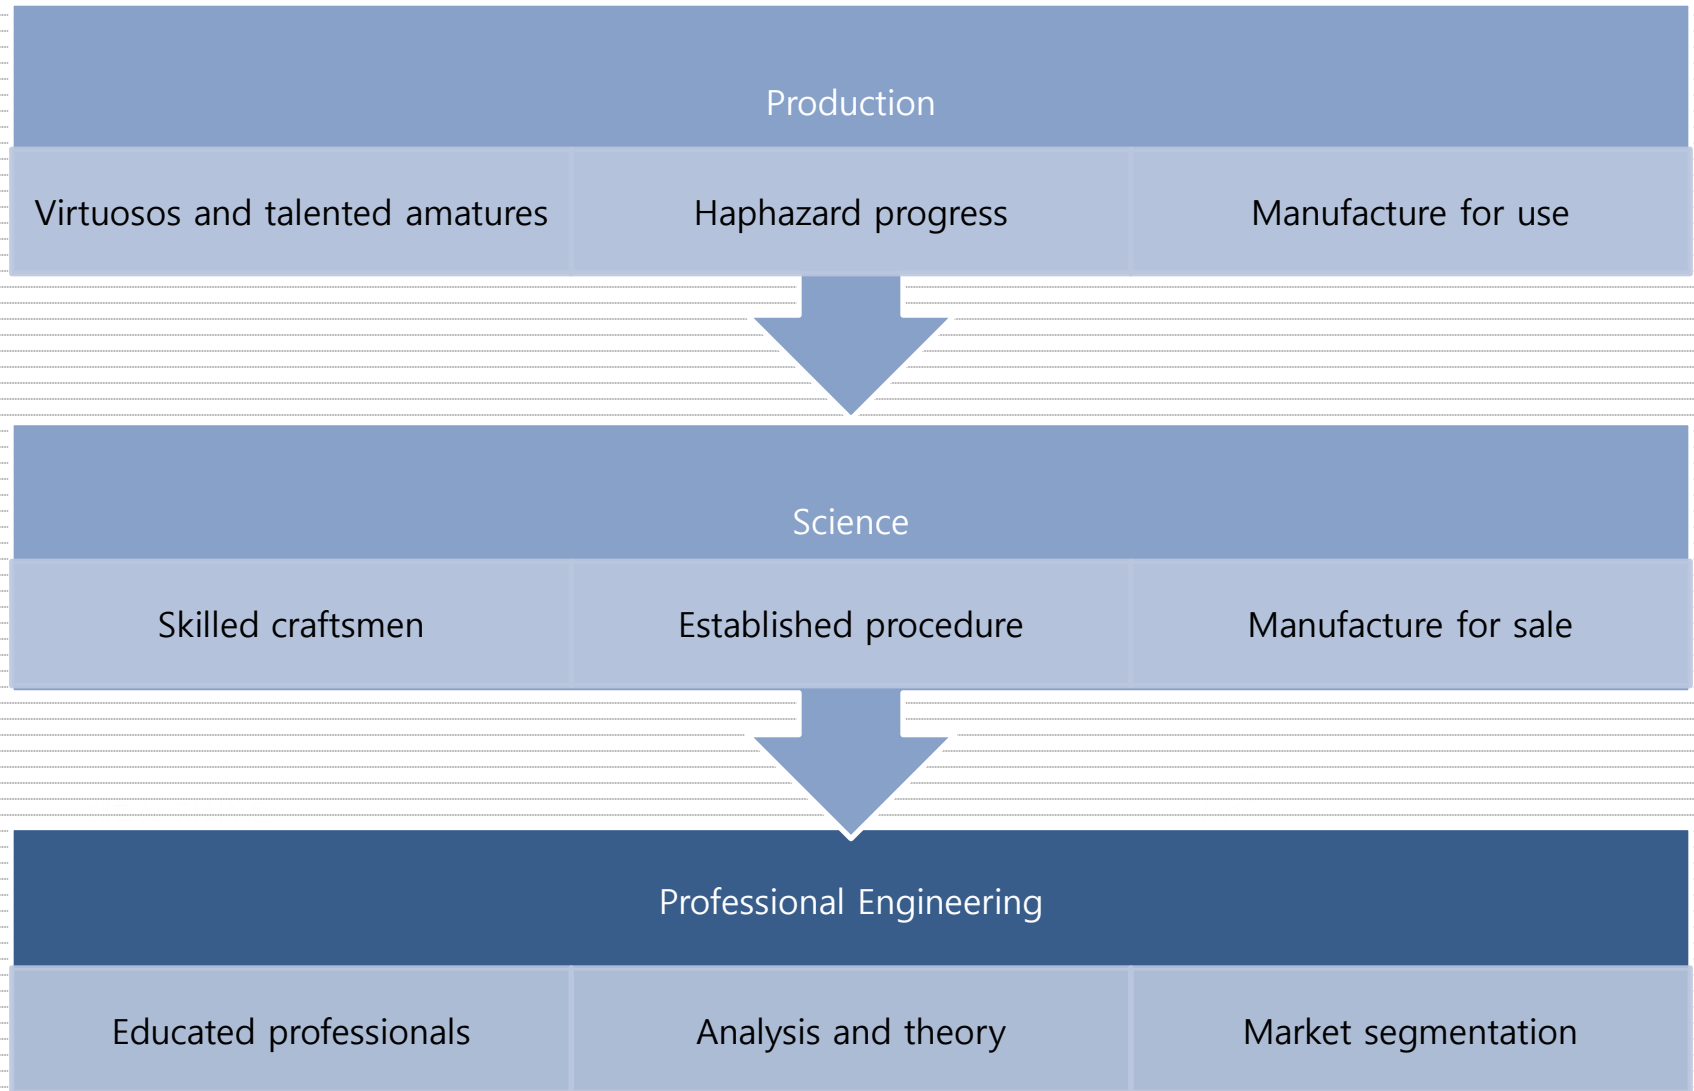 Production
Virtuosos and talented amatures
Haphazard progress
Manufacture for use
Science
Skilled craftsmen
Established procedure
Manufacture for sale
Professional Engineering
Educated professionals
Analysis and theory
Market segmentation